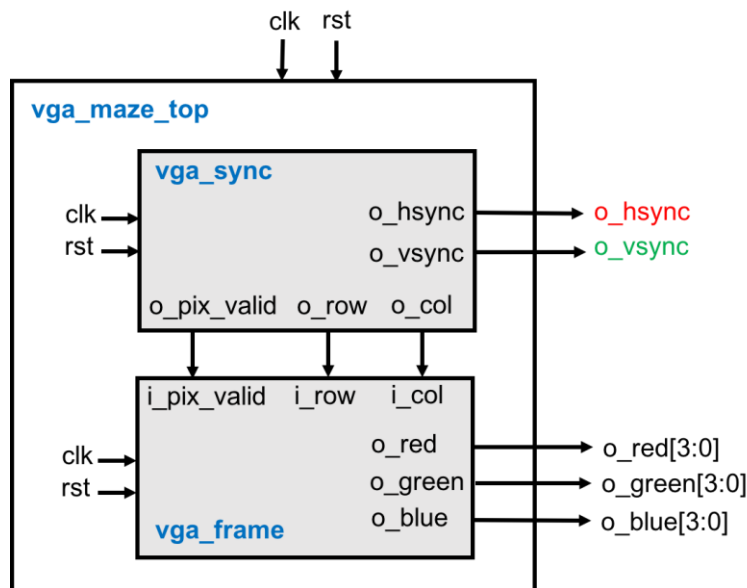 clk rst
vga_maze_top
vga_sync
clk
rst
o_hsync
o_vsync
o_hsync
o_vsync
o_pix_valid o_row o_col
i_pix_valid i_row i_col
clk
rst
o_red
o_green
o_blue
o_red[3:0]
o_green[3:0]
o_blue[3:0]
vga_frame